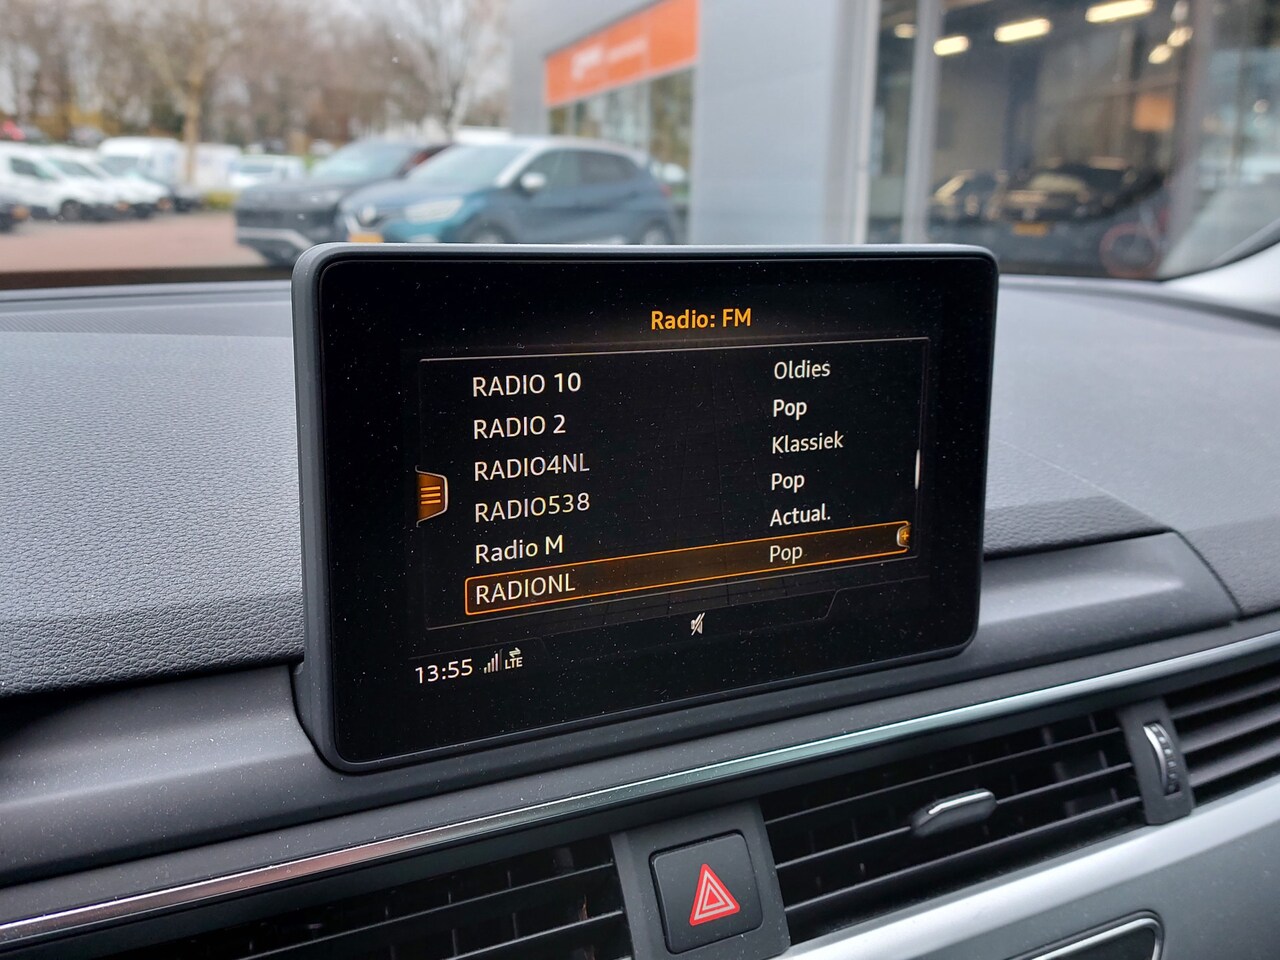 Radio: FM
RADIO 10 Oldies
RADIO 2 Pop
RADIO4NL Klassiek
RADIO538 Pop
Radio M Actual.
RADIONL Pop
13:55 LTE